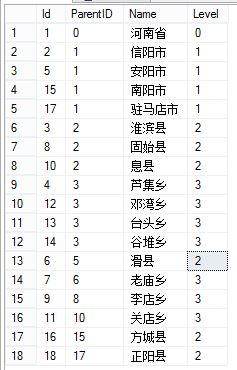 Id ParentID Name Level
1 1 0 河南省 0
2 2 1 信阳市 1
3 5 1 安阳市 1
4 15 1 南阳市 1
5 17 1 驻马店市 1
6 3 2 淮滨县 2
7 8 2 固始县 2
8 10 2 息县 2
9 4 3 芦集乡 3
10 12 3 邓湾乡 3
11 13 3 台头乡 3
12 14 3 谷堆乡 3
13 6 5 滑县 2
14 7 6 老庙乡 3
15 9 8 李店乡 3
16 11 10 关店乡 3
17 16 15 方城县 2
18 18 17 正阳县 2